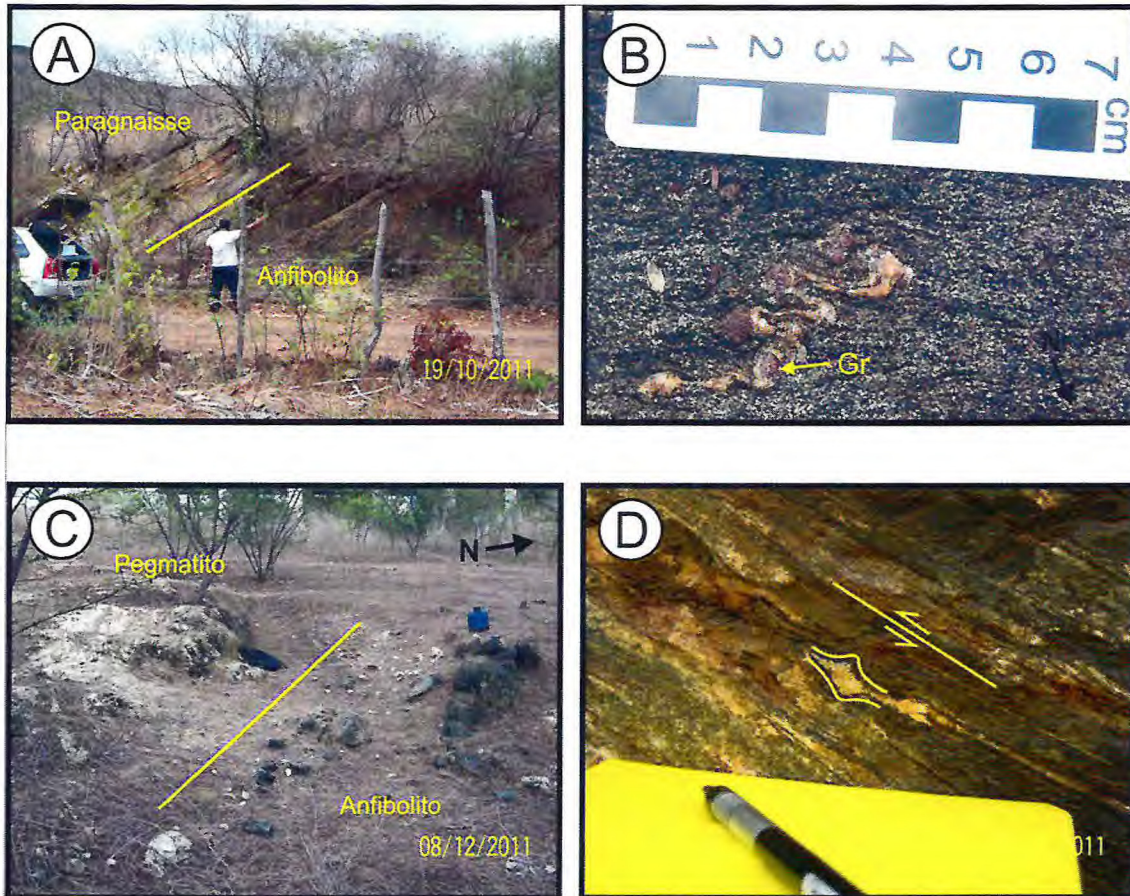 A
Paragnaisse
Anfibolito
19/10/2011
B
1 2 3 4 5 6 7 cm
Gr
C
Pegmatito
N
Anfibolito
08/12/2011
D
011